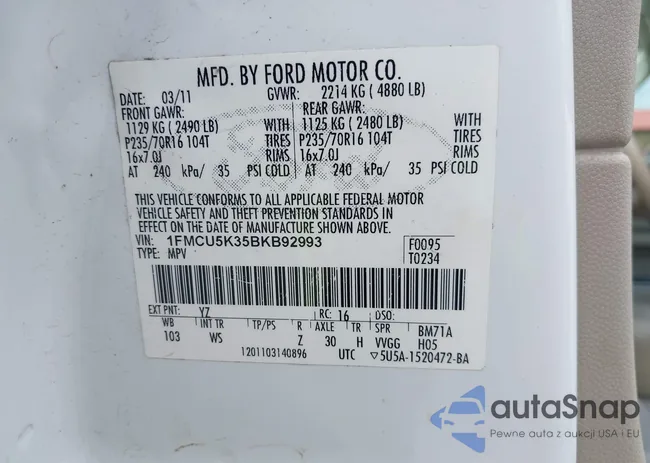 MFD. BY FORD MOTOR CO.
DATE: 03/11 GVWR: 2214 KG ( 4880 LB)
FRONT GAWR: REAR GAWR:
1129 KG ( 2490 LB) WITH 1125 KG ( 2480 LB) WITH
P235/70R16 104T TIRES P235/70R16 104T TIRES
16x7.0J RIMS 16x7.0J RIMS
AT 240 kPa/ 35 PSI COLD AT 240 kPa/ 35 PSI COLD
THIS VEHICLE CONFORMS TO ALL APPLICABLE FEDERAL MOTOR
VEHICLE SAFETY AND THEFT PREVENTION STANDARDS IN
EFFECT ON THE DATE OF MANUFACTURE SHOWN ABOVE.
VIN: 1FMCU5K35BKB92993 F0095
TYPE: MPV T0234
EXT PNT: YZ RC: 16 DSO:
WB INT TR TP/PS R AXLE TR SPR BM71A
103 WS Z 30 H VVGG H05
1201103140896 UTC ▽5U5A-1520472-BA
autaSnap
Pewne auta z aukcji USA i EU